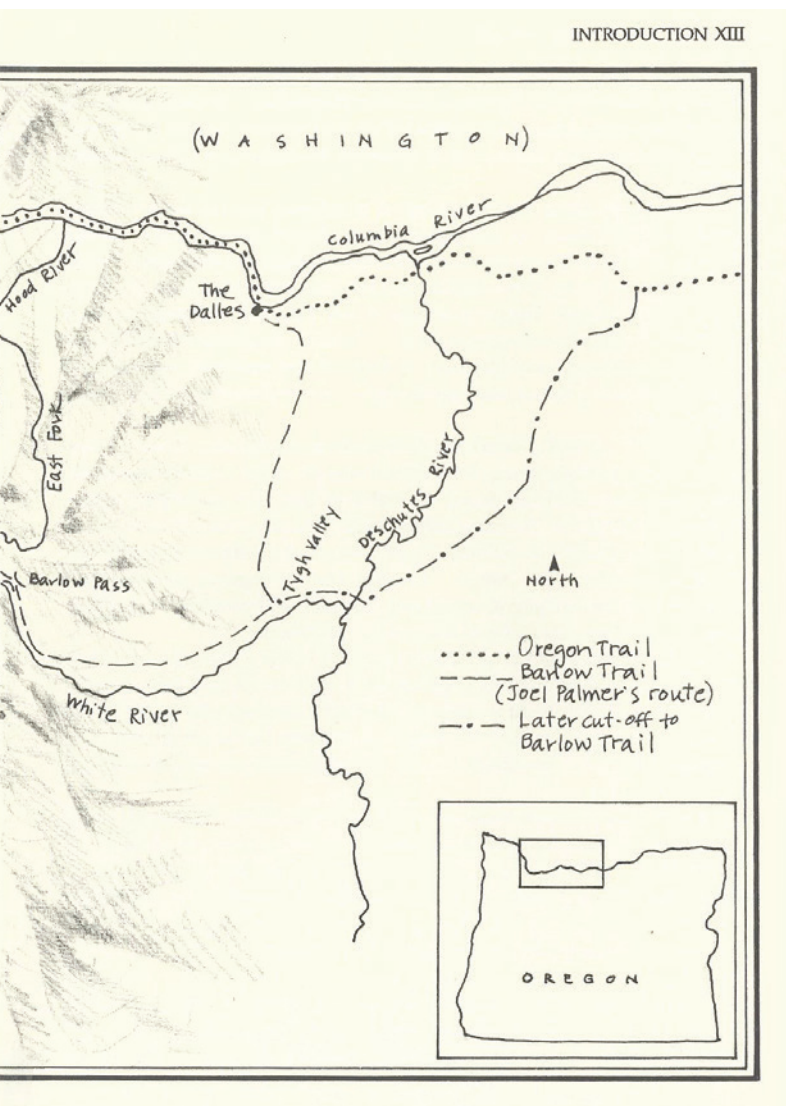 INTRODUCTION XIII
(WASHINGTON)
Columbia River
Hood River
The
Dalles
East Fork
Deschutes River
Tygh Valley
Barlow Pass
North
White River
Oregon Trail
Barlow Trail
(Joel Palmer's route)
Later cut-off to
Barlow Trail
OREGON